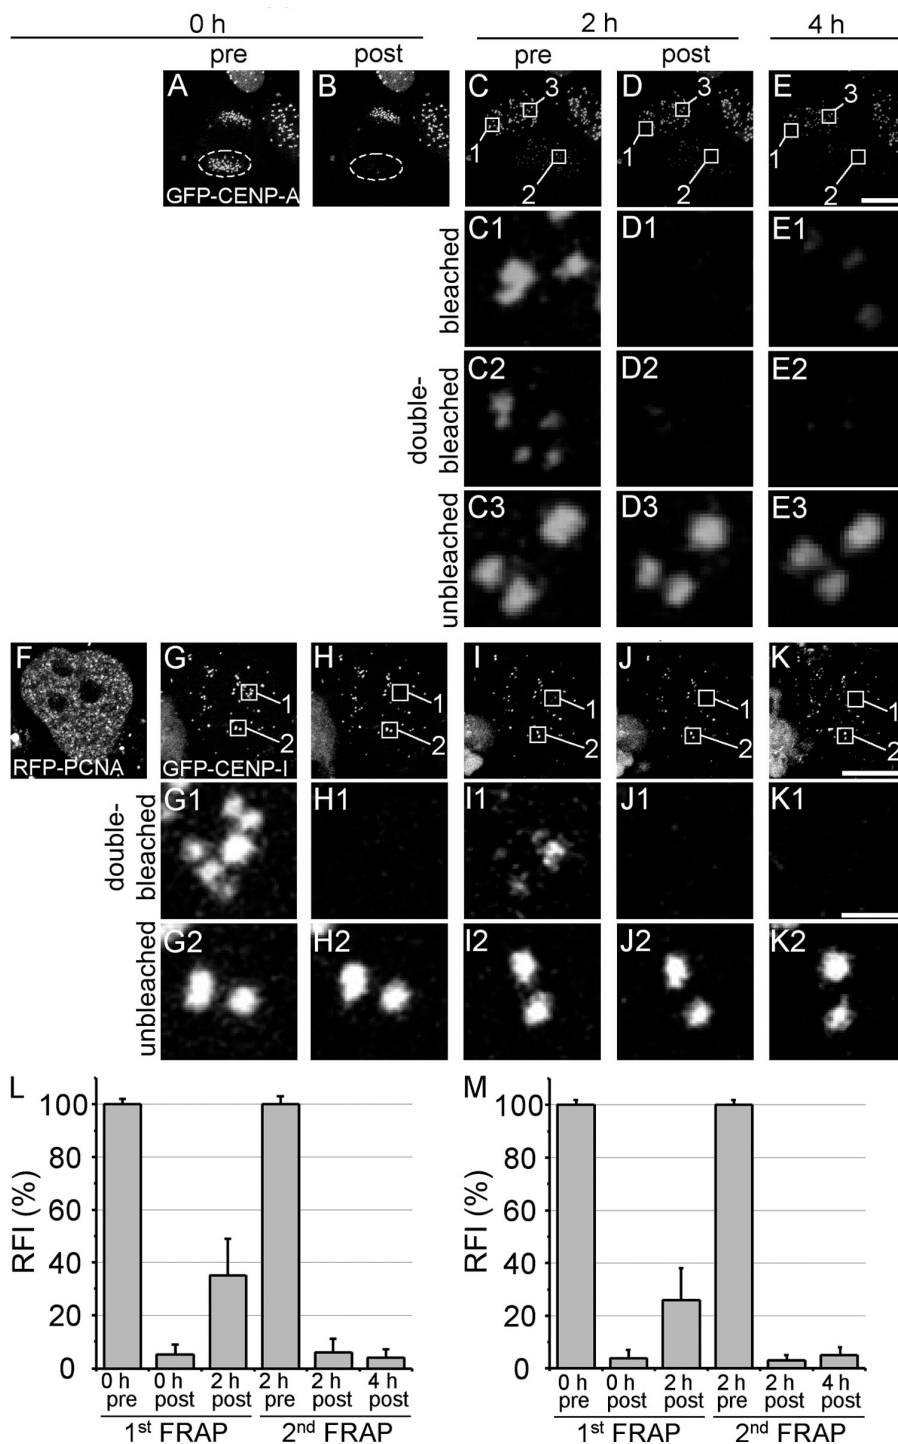 0 h 2 h 4 h
pre post pre post
A B C D E
3 3 3
1 1 1
2 2 2
GFP-CENP-A
bleached
C1 D1 E1
double-
bleached
C2 D2 E2
unbleached
C3 D3 E3
F G H I J K
1 1 1 1 1
2 2 2 2 2
RFP-PCNA GFP-CENP-I
double-
bleached
G1 H1 I1 J1 K1
unbleached
G2 H2 I2 J2 K2
L
RFI (%)
100
80
60
40
20
0
0 h 0 h 2 h 2 h 2 h 4 h
pre post post pre post post
1st FRAP 2nd FRAP
M
RFI (%)
100
80
60
40
20
0
0 h 0 h 2 h 2 h 2 h 4 h
pre post post pre post post
1st FRAP 2nd FRAP